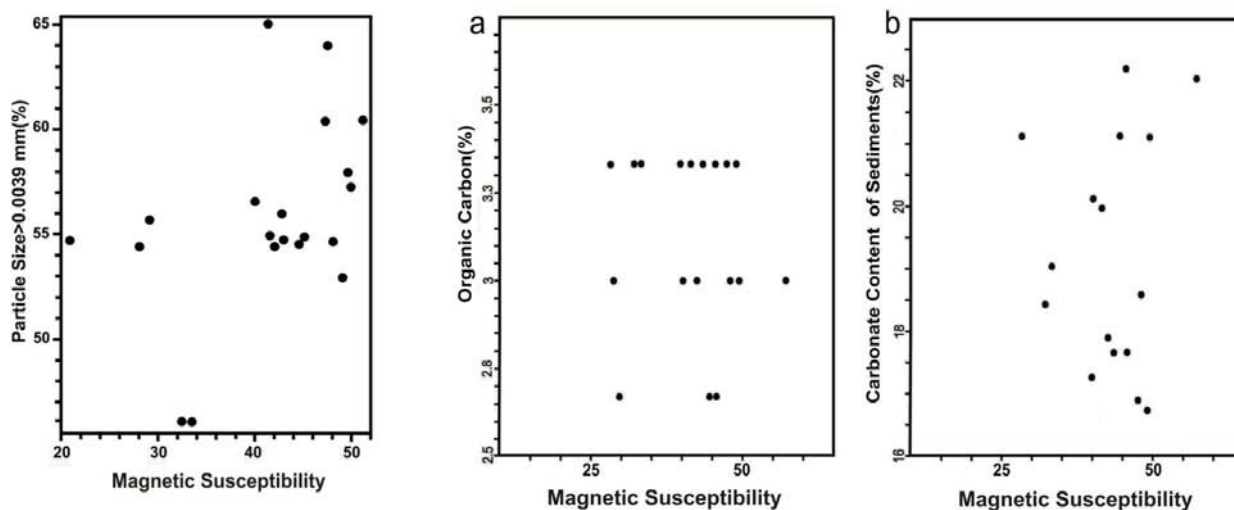 65
60
55
50
20
30
40
50
Particle Size>0.0039 mm(%)
Magnetic Susceptibility
a
3.5
3.3
3
2.8
2.5
25
50
Organic Carbon(%)
Magnetic Susceptibility
b
22
20
18
16
25
50
Carbonate Content of Sediments(%)
Magnetic Susceptibility